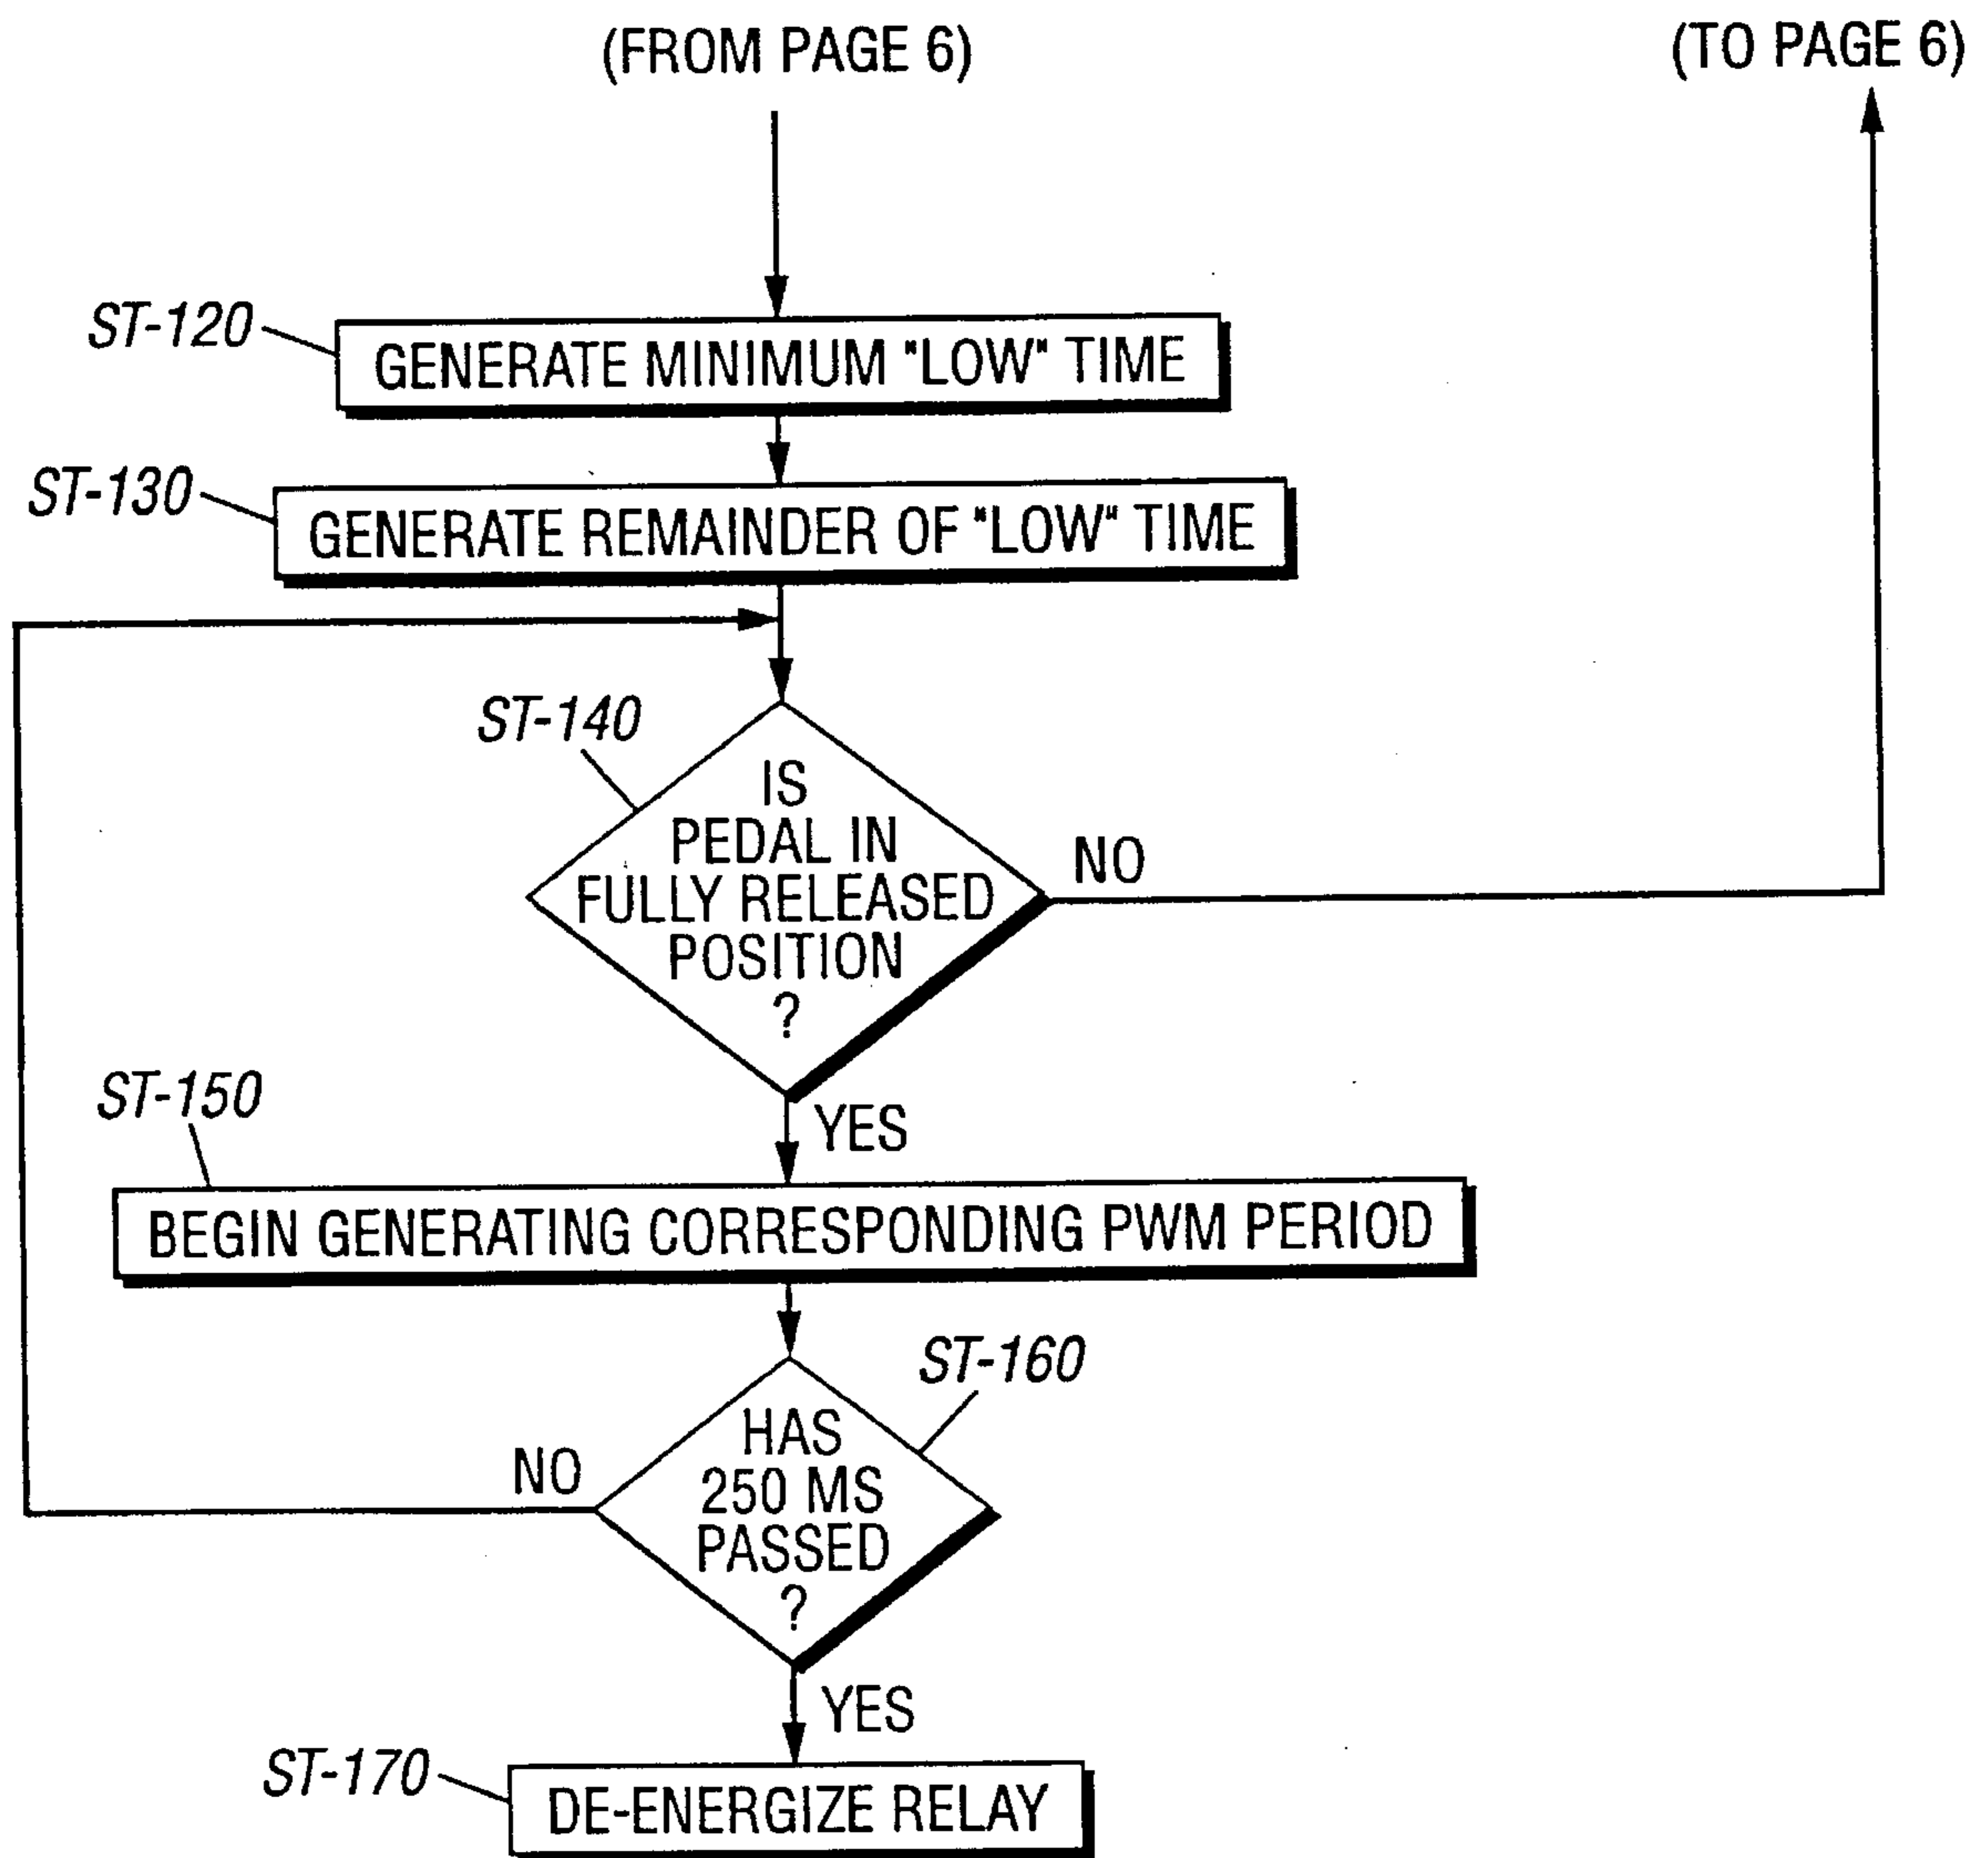 (FROM PAGE 6)
(TO PAGE 6)
ST-120
GENERATE MINIMUM "LOW" TIME
ST-130
GENERATE REMAINDER OF "LOW" TIME
ST-140
IS
PEDAL IN
FULLY RELEASED
POSITION
?
NO
YES
ST-150
BEGIN GENERATING CORRESPONDING PWM PERIOD
ST-160
HAS
250 MS
PASSED
?
NO
YES
ST-170
DE-ENERGIZE RELAY